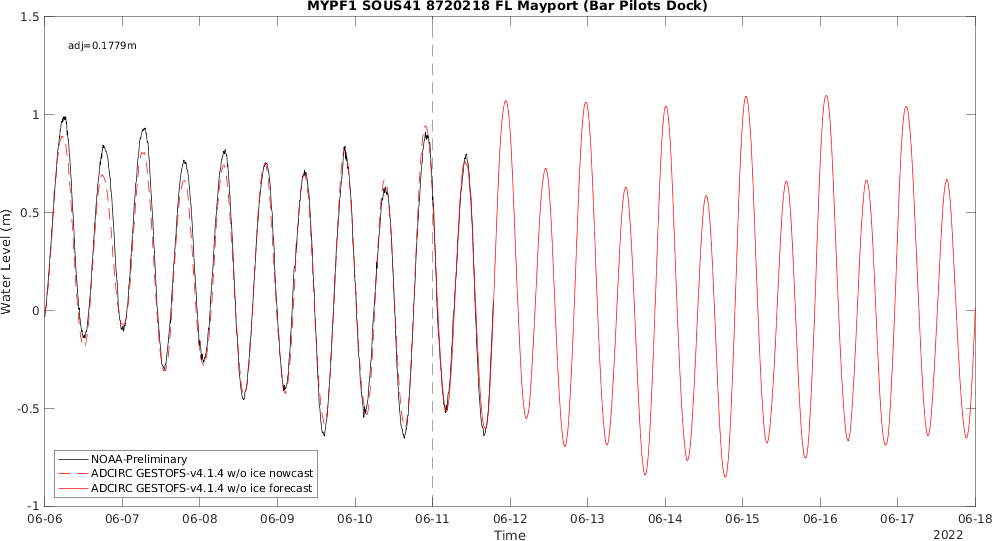 MYPF1 SOUS41 8720218 FL Mayport (Bar Pilots Dock)
1.5
adj=0.1779m
1
0.5
Water Level (m)
0
-0.5
NOAA-Preliminary
ADCIRC GESTOFS-v4.1.4 w/o ice nowcast
ADCIRC GESTOFS-v4.1.4 w/o ice forecast
-1
06-06 06-07 06-08 06-09 06-10 06-11 06-12 06-13 06-14 06-15 06-16 06-17 06-18
Time
2022